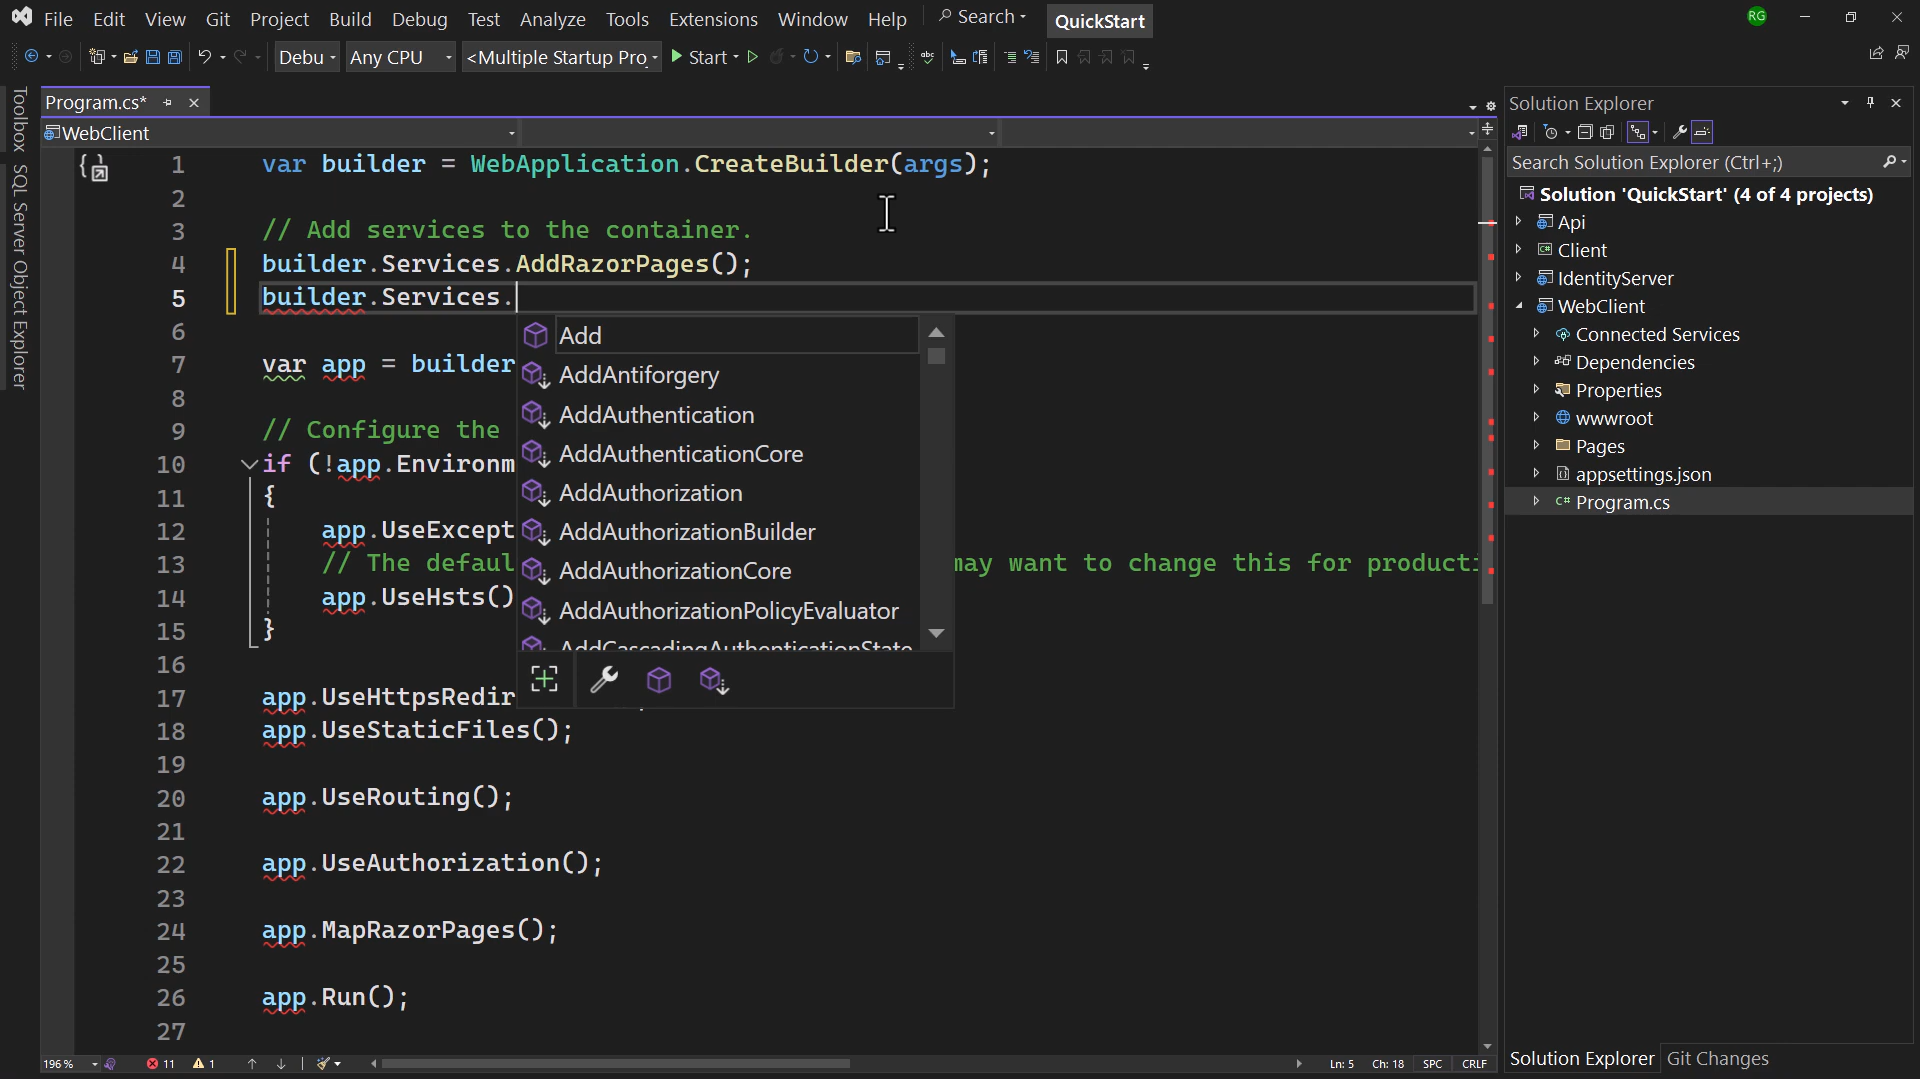 File Edit View Git Project Build Debug Test Analyze Tools Extensions Window Help Search QuickStart RG
Debu Any CPU <Multiple Startup Pro Start abc
Program.cs*
WebClient
Toolbox
SQL Server Object Explorer
1 var builder = WebApplication.CreateBuilder(args);
2
3 // Add services to the container.
4 builder.Services.AddRazorPages();
5 builder.Services.
6
7 var app = builder
8
9 // Configure the
10 if (!app.Environm
11 {
12 app.UseExcept
13 // The defaul may want to change this for producti
14 app.UseHsts()
15 }
16
17 app.UseHttpsRedir
18 app.UseStaticFiles();
19
20 app.UseRouting();
21
22 app.UseAuthorization();
23
24 app.MapRazorPages();
25
26 app.Run();
27
Add
AddAntiforgery
AddAuthentication
AddAuthenticationCore
AddAuthorization
AddAuthorizationBuilder
AddAuthorizationCore
AddAuthorizationPolicyEvaluator
AddCascadingAuthenticationState
196 % 11 1 Ln: 5 Ch: 18 SPC CRLF
Solution Explorer
Search Solution Explorer (Ctrl+;)
Solution 'QuickStart' (4 of 4 projects)
Api
Client
IdentityServer
WebClient
Connected Services
Dependencies
Properties
wwwroot
Pages
appsettings.json
C# Program.cs
Solution Explorer Git Changes